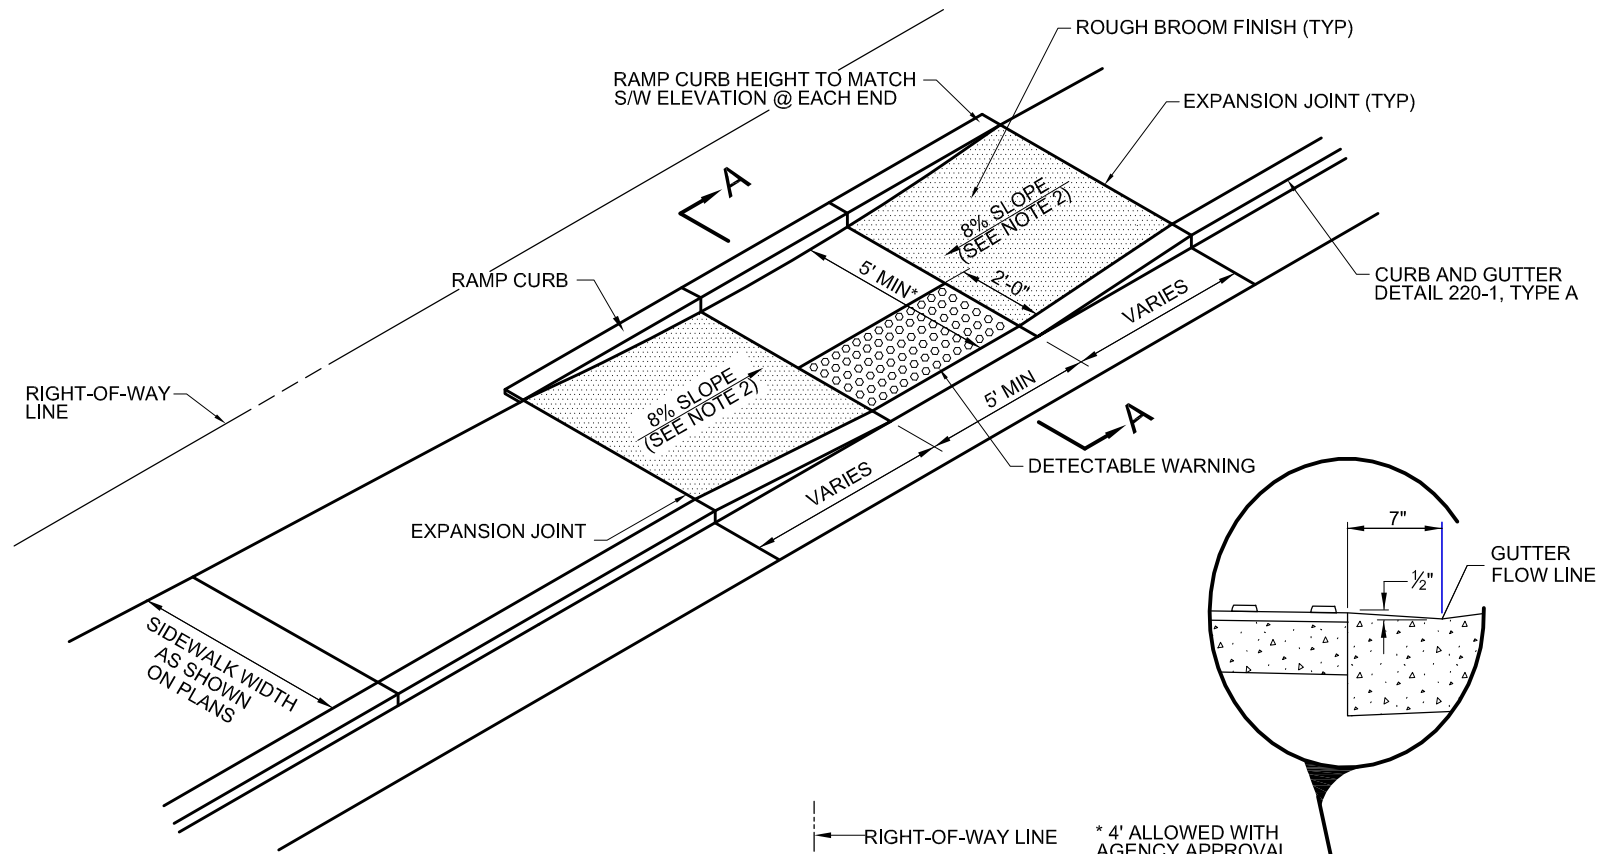 ROUGH BROOM FINISH (TYP)
RAMP CURB HEIGHT TO MATCH
S/W ELEVATION @ EACH END
EXPANSION JOINT (TYP)
A
8% SLOPE
(SEE NOTE 2)
5' MIN*
2'-0"
RAMP CURB
CURB AND GUTTER
DETAIL 220-1, TYPE A
VARIES
RIGHT-OF-WAY
LINE
8% SLOPE
(SEE NOTE 2)
5' MIN
A
DETECTABLE WARNING
VARIES
EXPANSION JOINT
7"
GUTTER
FLOW LINE
½"
SIDEWALK WIDTH
AS SHOWN
ON PLANS
RIGHT-OF-WAY LINE
* 4' ALLOWED WITH
AGENCY APPROVAL